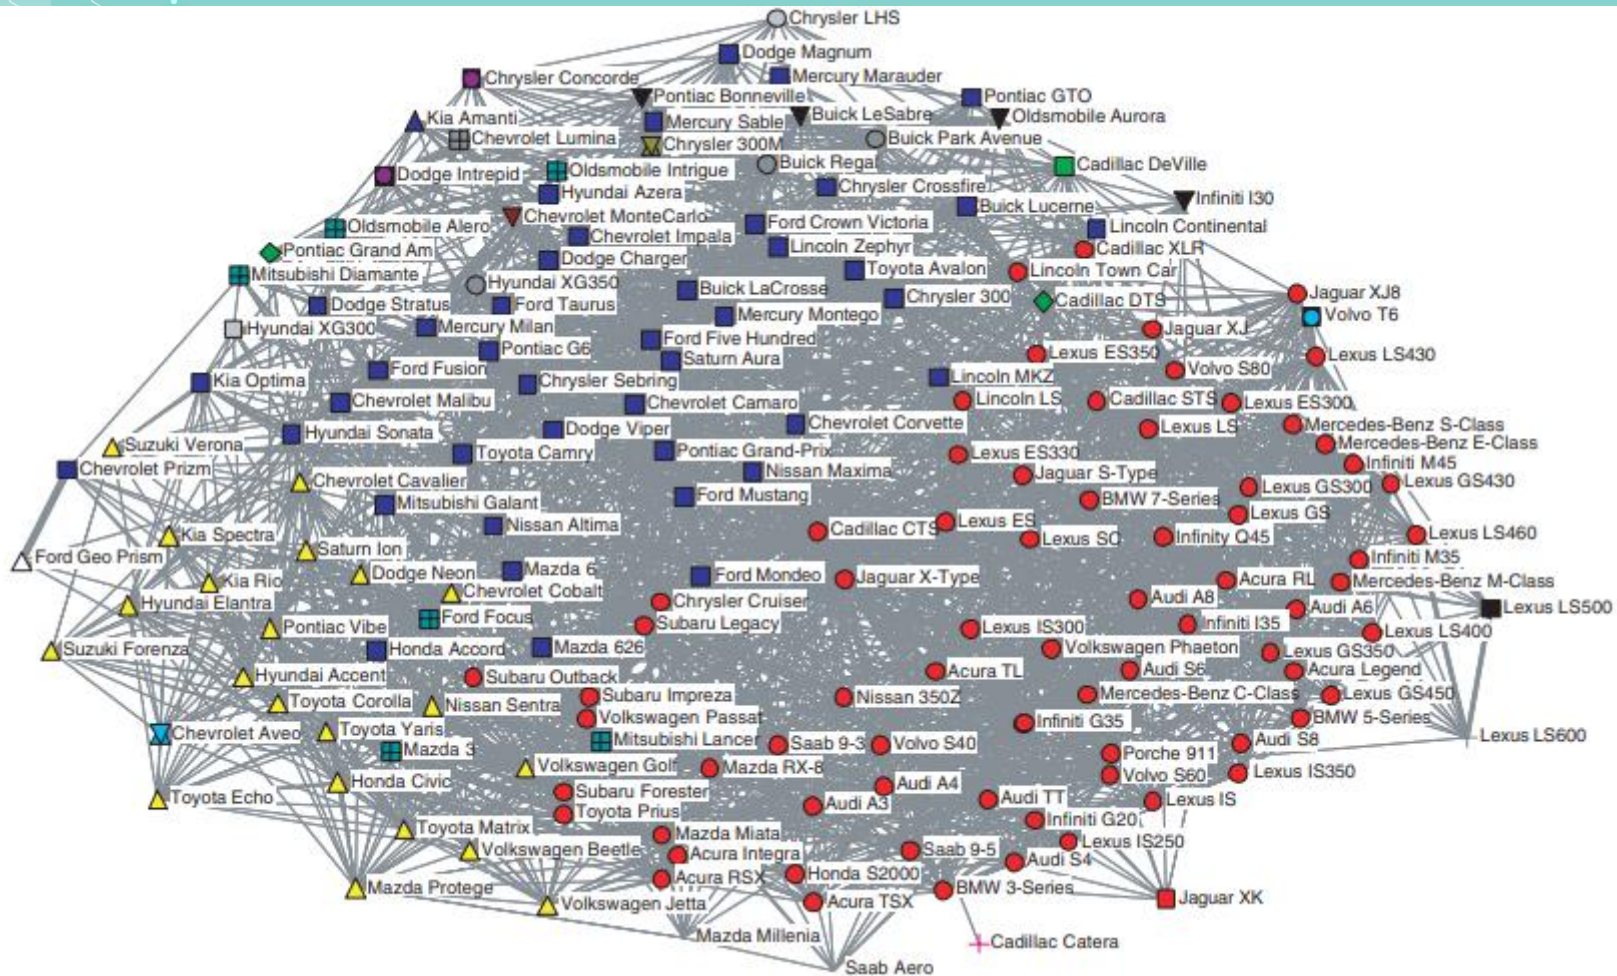 Chrysler LHS
Dodge Magnum
Chrysler Concorde
Mercury Marauder
Pontiac Bonneville
Pontiac GTO
Kia Amanti
Mercury Sable
Buick LeSabre
Oldsmobile Aurora
Chevrolet Lumina
Chrysler 300M
Buick Park Avenue
Dodge Intrepid
Oldsmobile Intrigue
Buick Regal
Cadillac DeVille
Hyundai Azera
Chrysler Crossfire
Infiniti I30
Buick Lucerne
Oldsmobile Alero
Chevrolet MonteCarlo
Ford Crown Victoria
Lincoln Continental
Chevrolet Impala
Pontiac Grand Am
Lincoln Zephyr
Cadillac XLR
Dodge Charger
Mitsubishi Diamante
Toyota Avalon
Lincoln Town Car
Hyundai XG350
Buick LaCrosse
Chrysler 300
Cadillac DTS
Jaguar XJ8
Dodge Stratus
Ford Taurus
Mercury Montego
Volvo T6
Hyundai XG300
Mercury Milan
Ford Five Hundred
Jaguar XJ
Pontiac G6
Saturn Aura
Lexus ES350
Lexus LS430
Ford Fusion
Volvo S80
Kia Optima
Chrysler Sebring
Lincoln MKZ
Chevrolet Malibu
Chevrolet Camaro
Lincoln LS
Cadillac STS
Lexus ES300
Hyundai Sonata
Dodge Viper
Chevrolet Corvette
Lexus LS
Mercedes-Benz S-Class
Suzuki Verona
Toyota Camry
Pontiac Grand-Prix
Lexus ES330
Mercedes-Benz E-Class
Chevrolet Prizm
Nissan Maxima
Jaguar S-Type
Infiniti M45
Chevrolet Cavalier
Lexus GS300
Lexus GS430
Mitsubishi Galant
Ford Mustang
BMW 7-Series
Nissan Altima
Cadillac CTS
Lexus ES
Lexus GS
Kia Spectra
Lexus SC
Infinity Q45
Lexus LS460
Ford Geo Prism
Saturn Ion
Infiniti M35
Kia Rio
Dodge Neon
Mazda 6
Ford Mondeo
Jaguar X-Type
Acura RL
Mercedes-Benz M-Class
Hyundai Elantra
Chevrolet Cobalt
Chrysler Cruiser
Audi A8
Audi A6
Lexus LS500
Pontiac Vibe
Ford Focus
Subaru Legacy
Lexus IS300
Infiniti I35
Lexus LS400
Suzuki Forenza
Honda Accord
Mazda 626
Volkswagen Phaeton
Lexus GS350
Hyundai Accent
Subaru Outback
Acura TL
Audi S6
Acura Legend
Toyota Corolla
Nissan Sentra
Subaru Impreza
Nissan 350Z
Mercedes-Benz C-Class
Lexus GS450
Chevrolet Aveo
Toyota Yaris
Volkswagen Passat
Infiniti G35
BMW 5-Series
Mazda 3
Mitsubishi Lancer
Saab 9-3
Volvo S40
Porche 911
Audi S8
Lexus LS600
Toyota Echo
Honda Civic
Volkswagen Golf
Mazda RX-8
Volvo S60
Lexus IS350
Subaru Forester
Audi A4
Toyota Prius
Audi A3
Audi TT
Lexus IS
Toyota Matrix
Mazda Miata
Infiniti G20
Volkswagen Beetle
Acura Integra
Saab 9-5
Lexus IS250
Mazda Protege
Acura RSX
Honda S2000
Audi S4
BMW 3-Series
Volkswagen Jetta
Acura TSX
Jaguar XK
Mazda Millenia
Cadillac Catera
Saab Aero